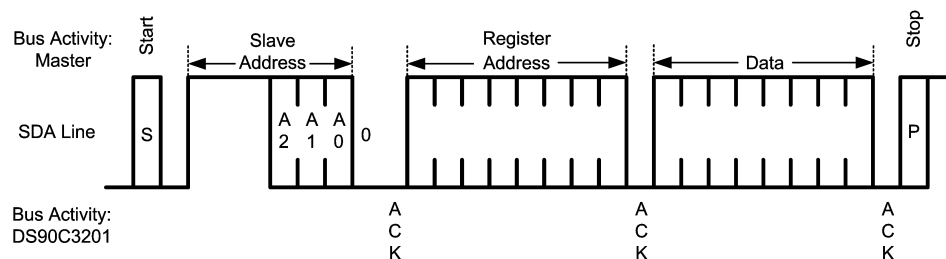 Bus Activity:
Master
Start
Slave
Address
Register
Address
Data
Stop
SDA Line
S
A
2
A
1
A
0
0
P
Bus Activity:
DS90C3201
A
C
K
A
C
K
A
C
K